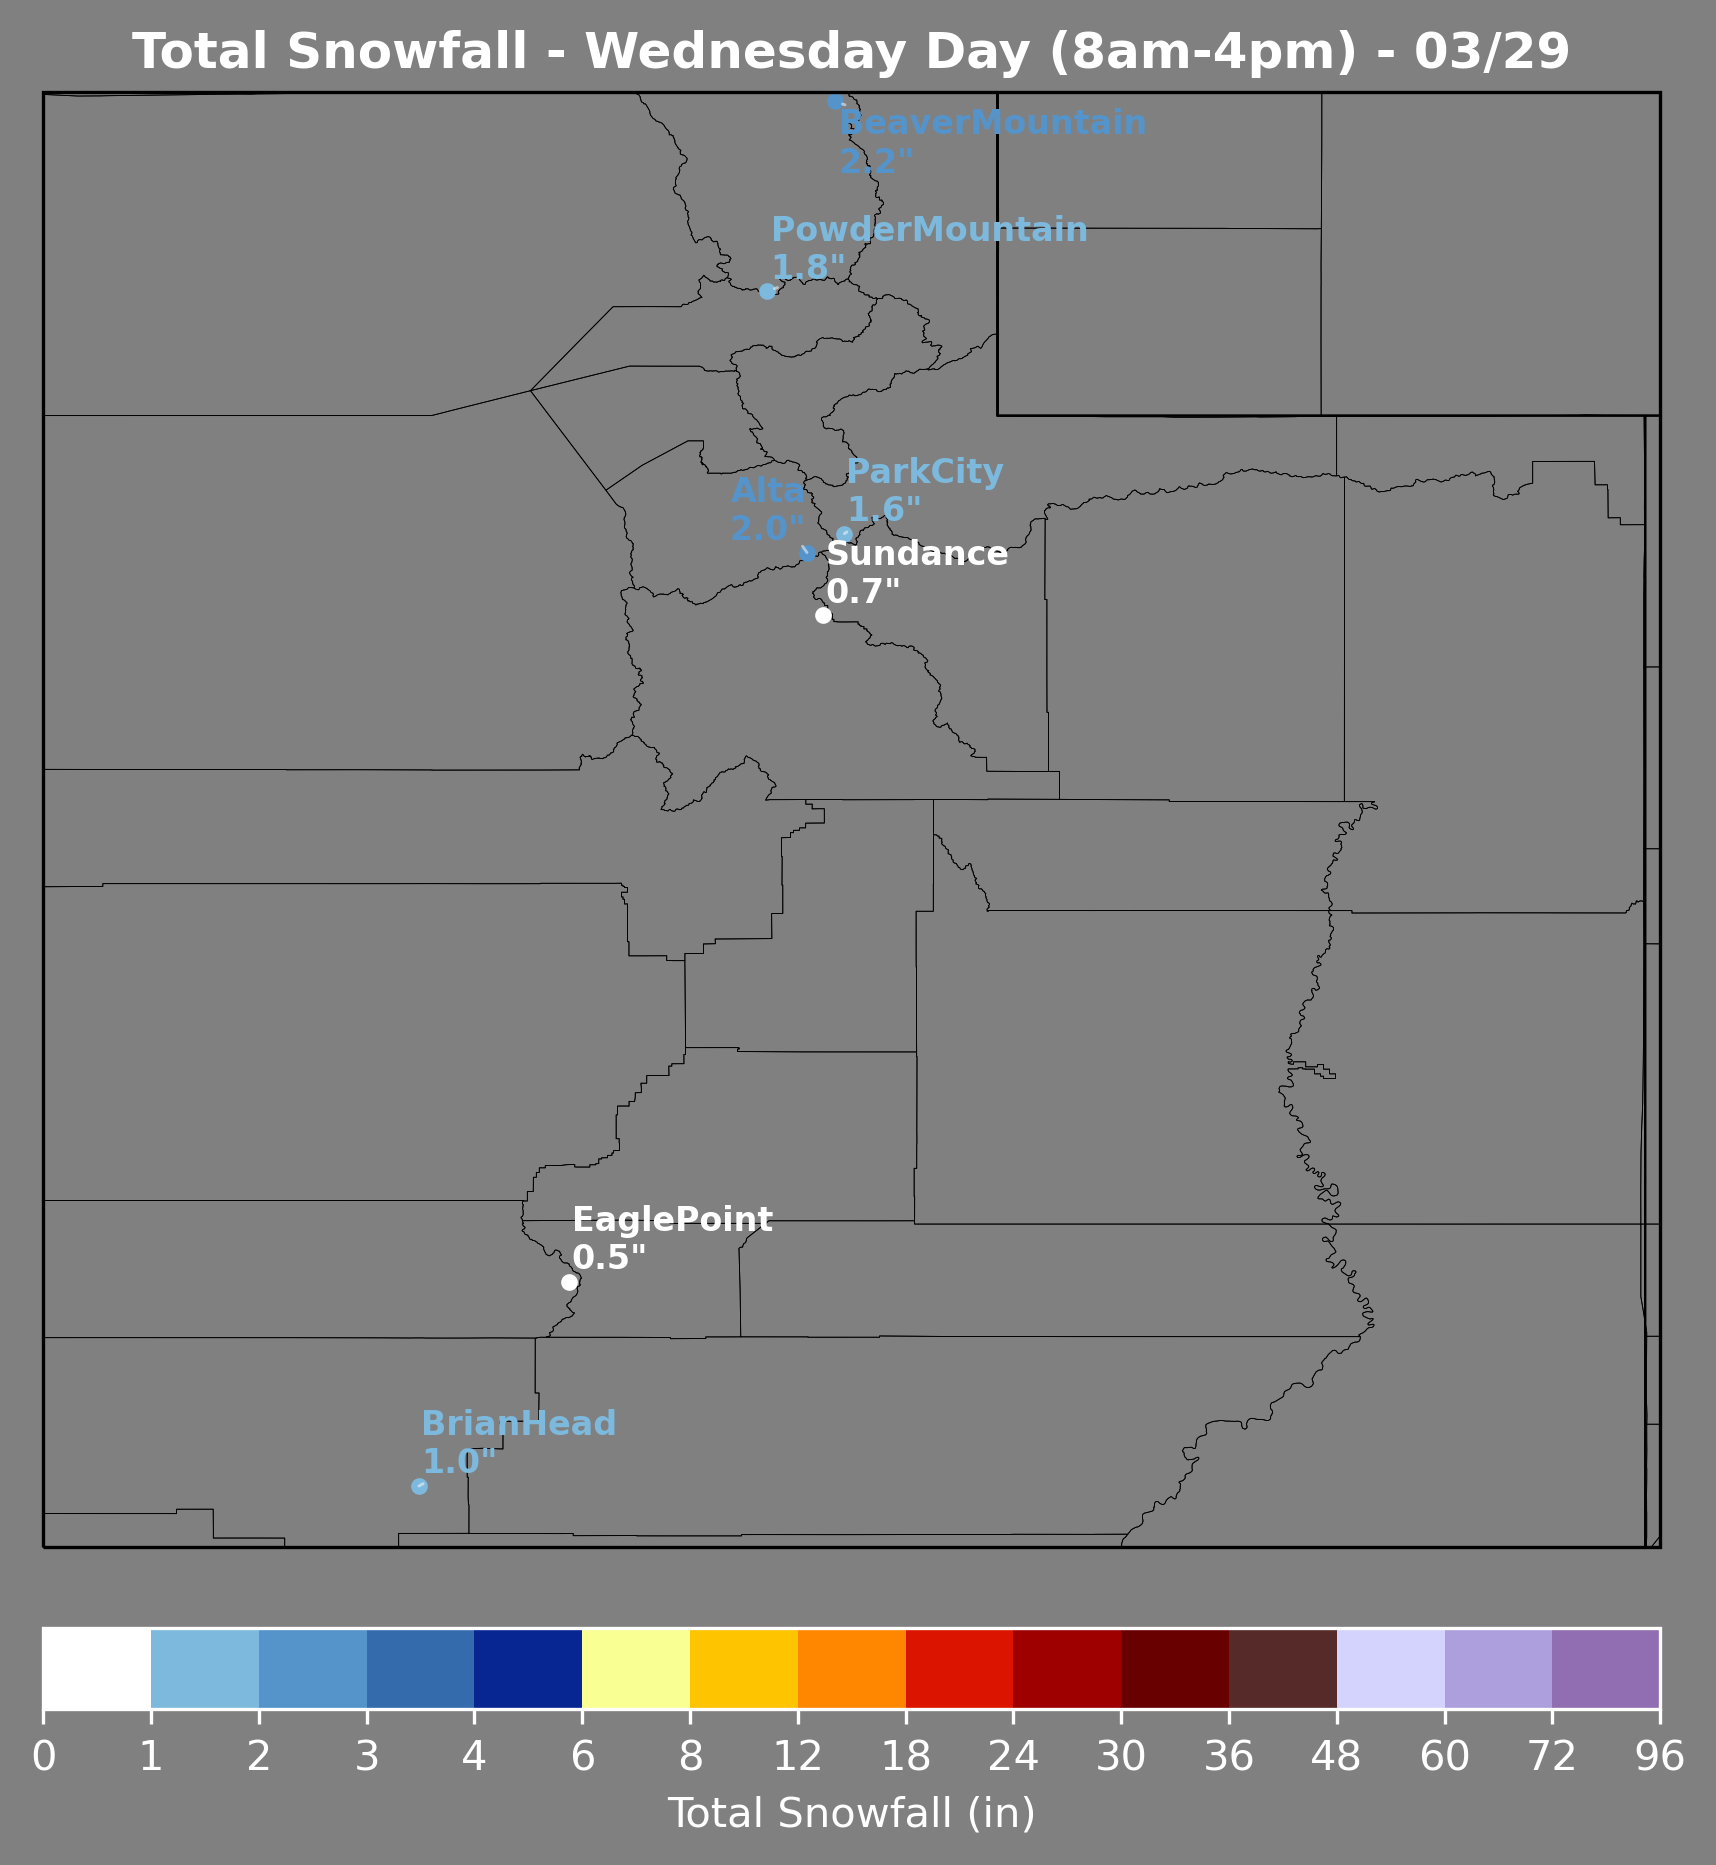 Total Snowfall - Wednesday Day (8am-4pm) - 03/29
BeaverMountain
2.2"
PowderMountain
1.8"
ParkCity
1.6"
Alta
2.0"
Sundance
0.7"
EaglePoint
0.5"
BrianHead
1.0"
0 1 2 3 4 6 8 12 18 24 30 36 48 60 72 96
Total Snowfall (in)